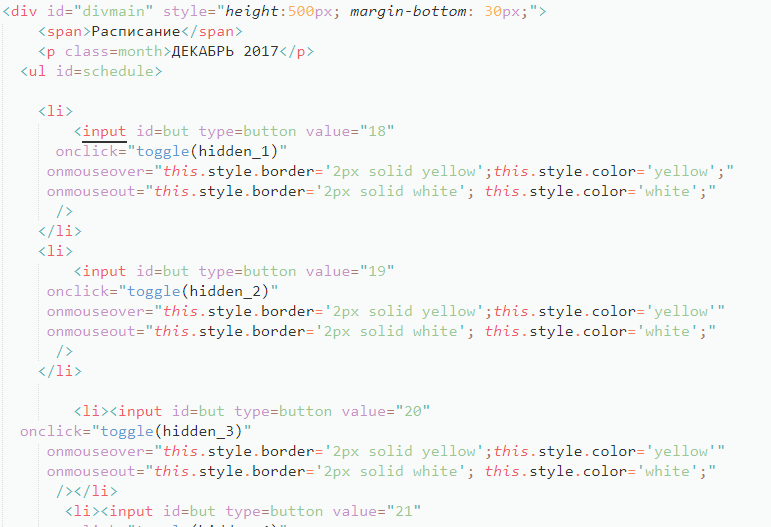 <div id="divmain" style="height:500px; margin-bottom: 30px;">
<span>Расписание</span>
<p class=month>ДЕКАБРЬ 2017</p>
<ul id=schedule>
<li>
<input id=but type=button value="18"
onclick="toggle(hidden_1)"
onmouseover="this.style.border='2px solid yellow';this.style.color='yellow';"
onmouseout="this.style.border='2px solid white'; this.style.color='white';"
/>
</li>
<li>
<input id=but type=button value="19"
onclick="toggle(hidden_2)"
onmouseover="this.style.border='2px solid yellow';this.style.color='yellow'"
onmouseout="this.style.border='2px solid white'; this.style.color='white';"
/>
</li>
<li><input id=but type=button value="20"
onclick="toggle(hidden_3)"
onmouseover="this.style.border='2px solid yellow';this.style.color='yellow'"
onmouseout="this.style.border='2px solid white'; this.style.color='white';"
/></li>
<li><input id=but type=button value="21"